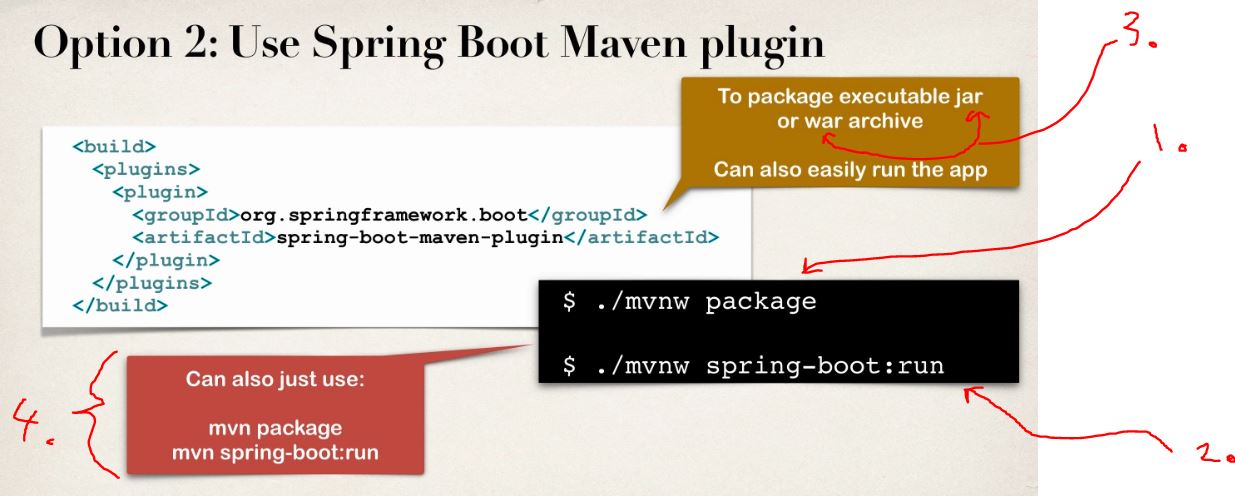 Option 2: Use Spring Boot Maven plugin
3.
To package executable jar
or war archive
Can also easily run the app
1.
<build>
<plugins>
<plugin>
<groupId>org.springframework.boot</groupId>
<artifactId>spring-boot-maven-plugin</artifactId>
</plugin>
</plugins>
</build>
$ ./mvnw package
$ ./mvnw spring-boot:run
2.
4.
Can also just use:
mvn package
mvn spring-boot:run